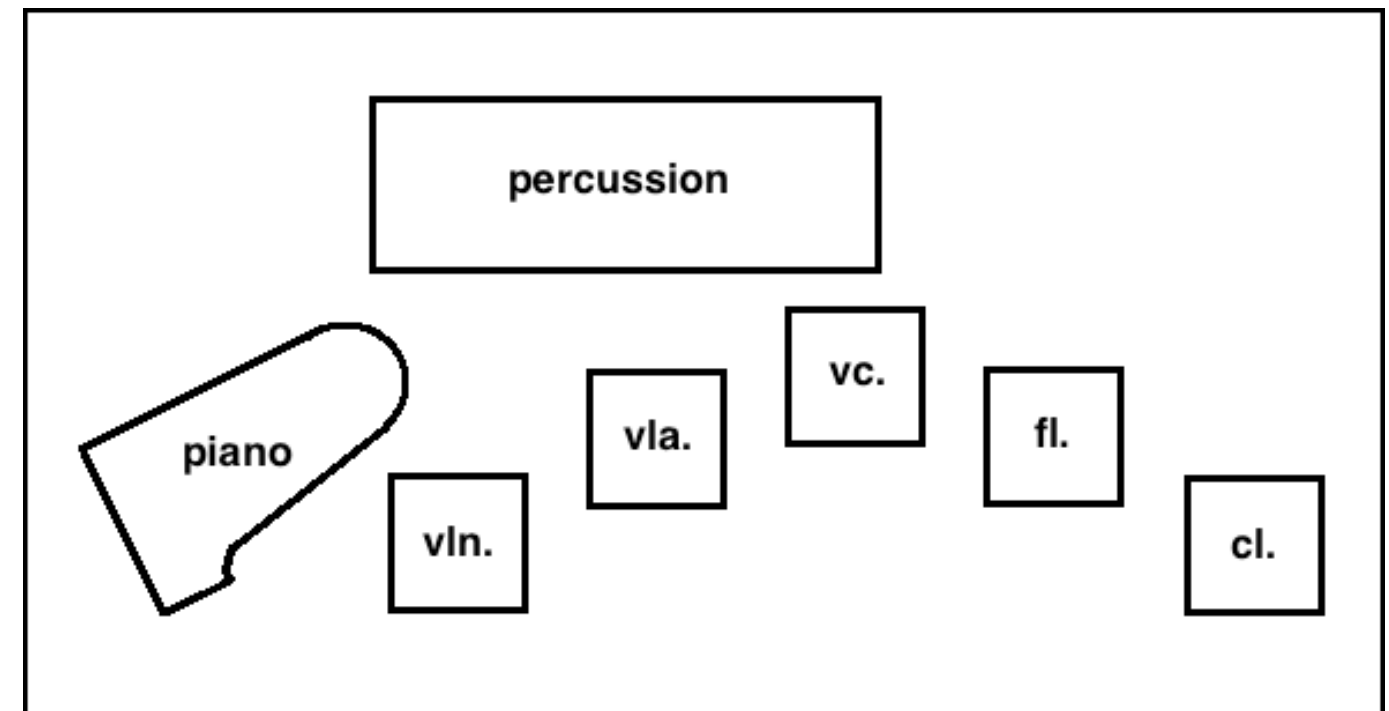 percussion
vc.
fl.
vla.
piano
vln.
cl.